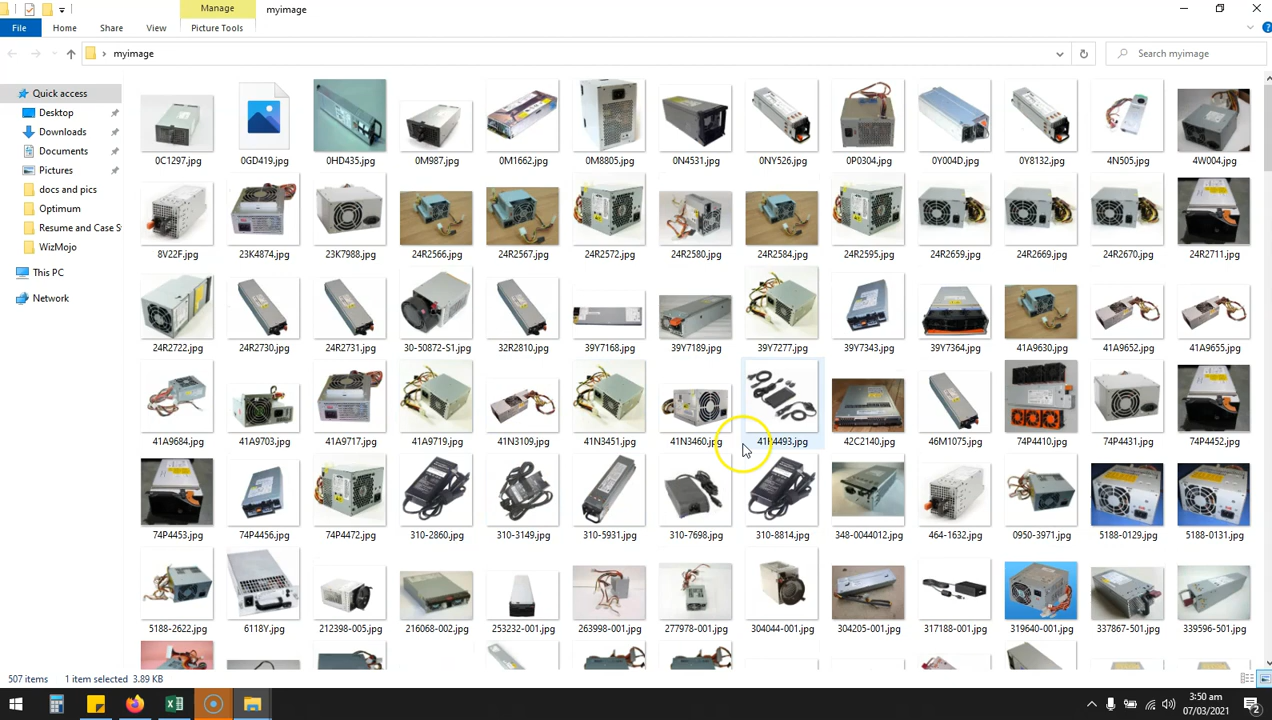 Manage
myimage
File
Home
Share
View
Picture Tools
myimage
Search myimage
Quick access
Desktop
Downloads
Documents
Pictures
docs and pics
Optimum
Resume and Case S
WizMojo
This PC
Network
0C1297.jpg 0GD419.jpg 0HD435.jpg 0M987.jpg 0M1662.jpg 0M8805.jpg 0N4531.jpg 0NY526.jpg 0P0304.jpg 0Y004D.jpg 0Y8132.jpg 4N505.jpg 4W004.jpg
8V22F.jpg 23K4874.jpg 23K7988.jpg 24R2566.jpg 24R2567.jpg 24R2572.jpg 24R2580.jpg 24R2584.jpg 24R2595.jpg 24R2659.jpg 24R2669.jpg 24R2670.jpg 24R2711.jpg
24R2722.jpg 24R2730.jpg 24R2731.jpg 30-50872-S1.jpg 32R2810.jpg 39Y7168.jpg 39Y7189.jpg 39Y7277.jpg 39Y7343.jpg 39Y7364.jpg 41A9630.jpg 41A9652.jpg 41A9655.jpg
41A9684.jpg 41A9703.jpg 41A9717.jpg 41A9719.jpg 41N3109.jpg 41N3451.jpg 41N3460.jpg 42C2140.jpg 46M1075.jpg 74P4410.jpg 74P4431.jpg 74P4452.jpg
74P4453.jpg 74P4456.jpg 74P4472.jpg 310-2860.jpg 310-3149.jpg 310-5931.jpg 310-7698.jpg 310-8814.jpg 348-0044012.jpg 464-1632.jpg 0950-3971.jpg 5188-0129.jpg 5188-0131.jpg
5188-2622.jpg 6118Y.jpg 212398-005.jpg 216068-002.jpg 253232-001.jpg 263998-001.jpg 277978-001.jpg 304044-001.jpg 304205-001.jpg 317188-001.jpg 319640-001.jpg 337867-501.jpg 339596-501.jpg
507 items
1 item selected 3.89 KB
3:50 am
07/03/2021
2